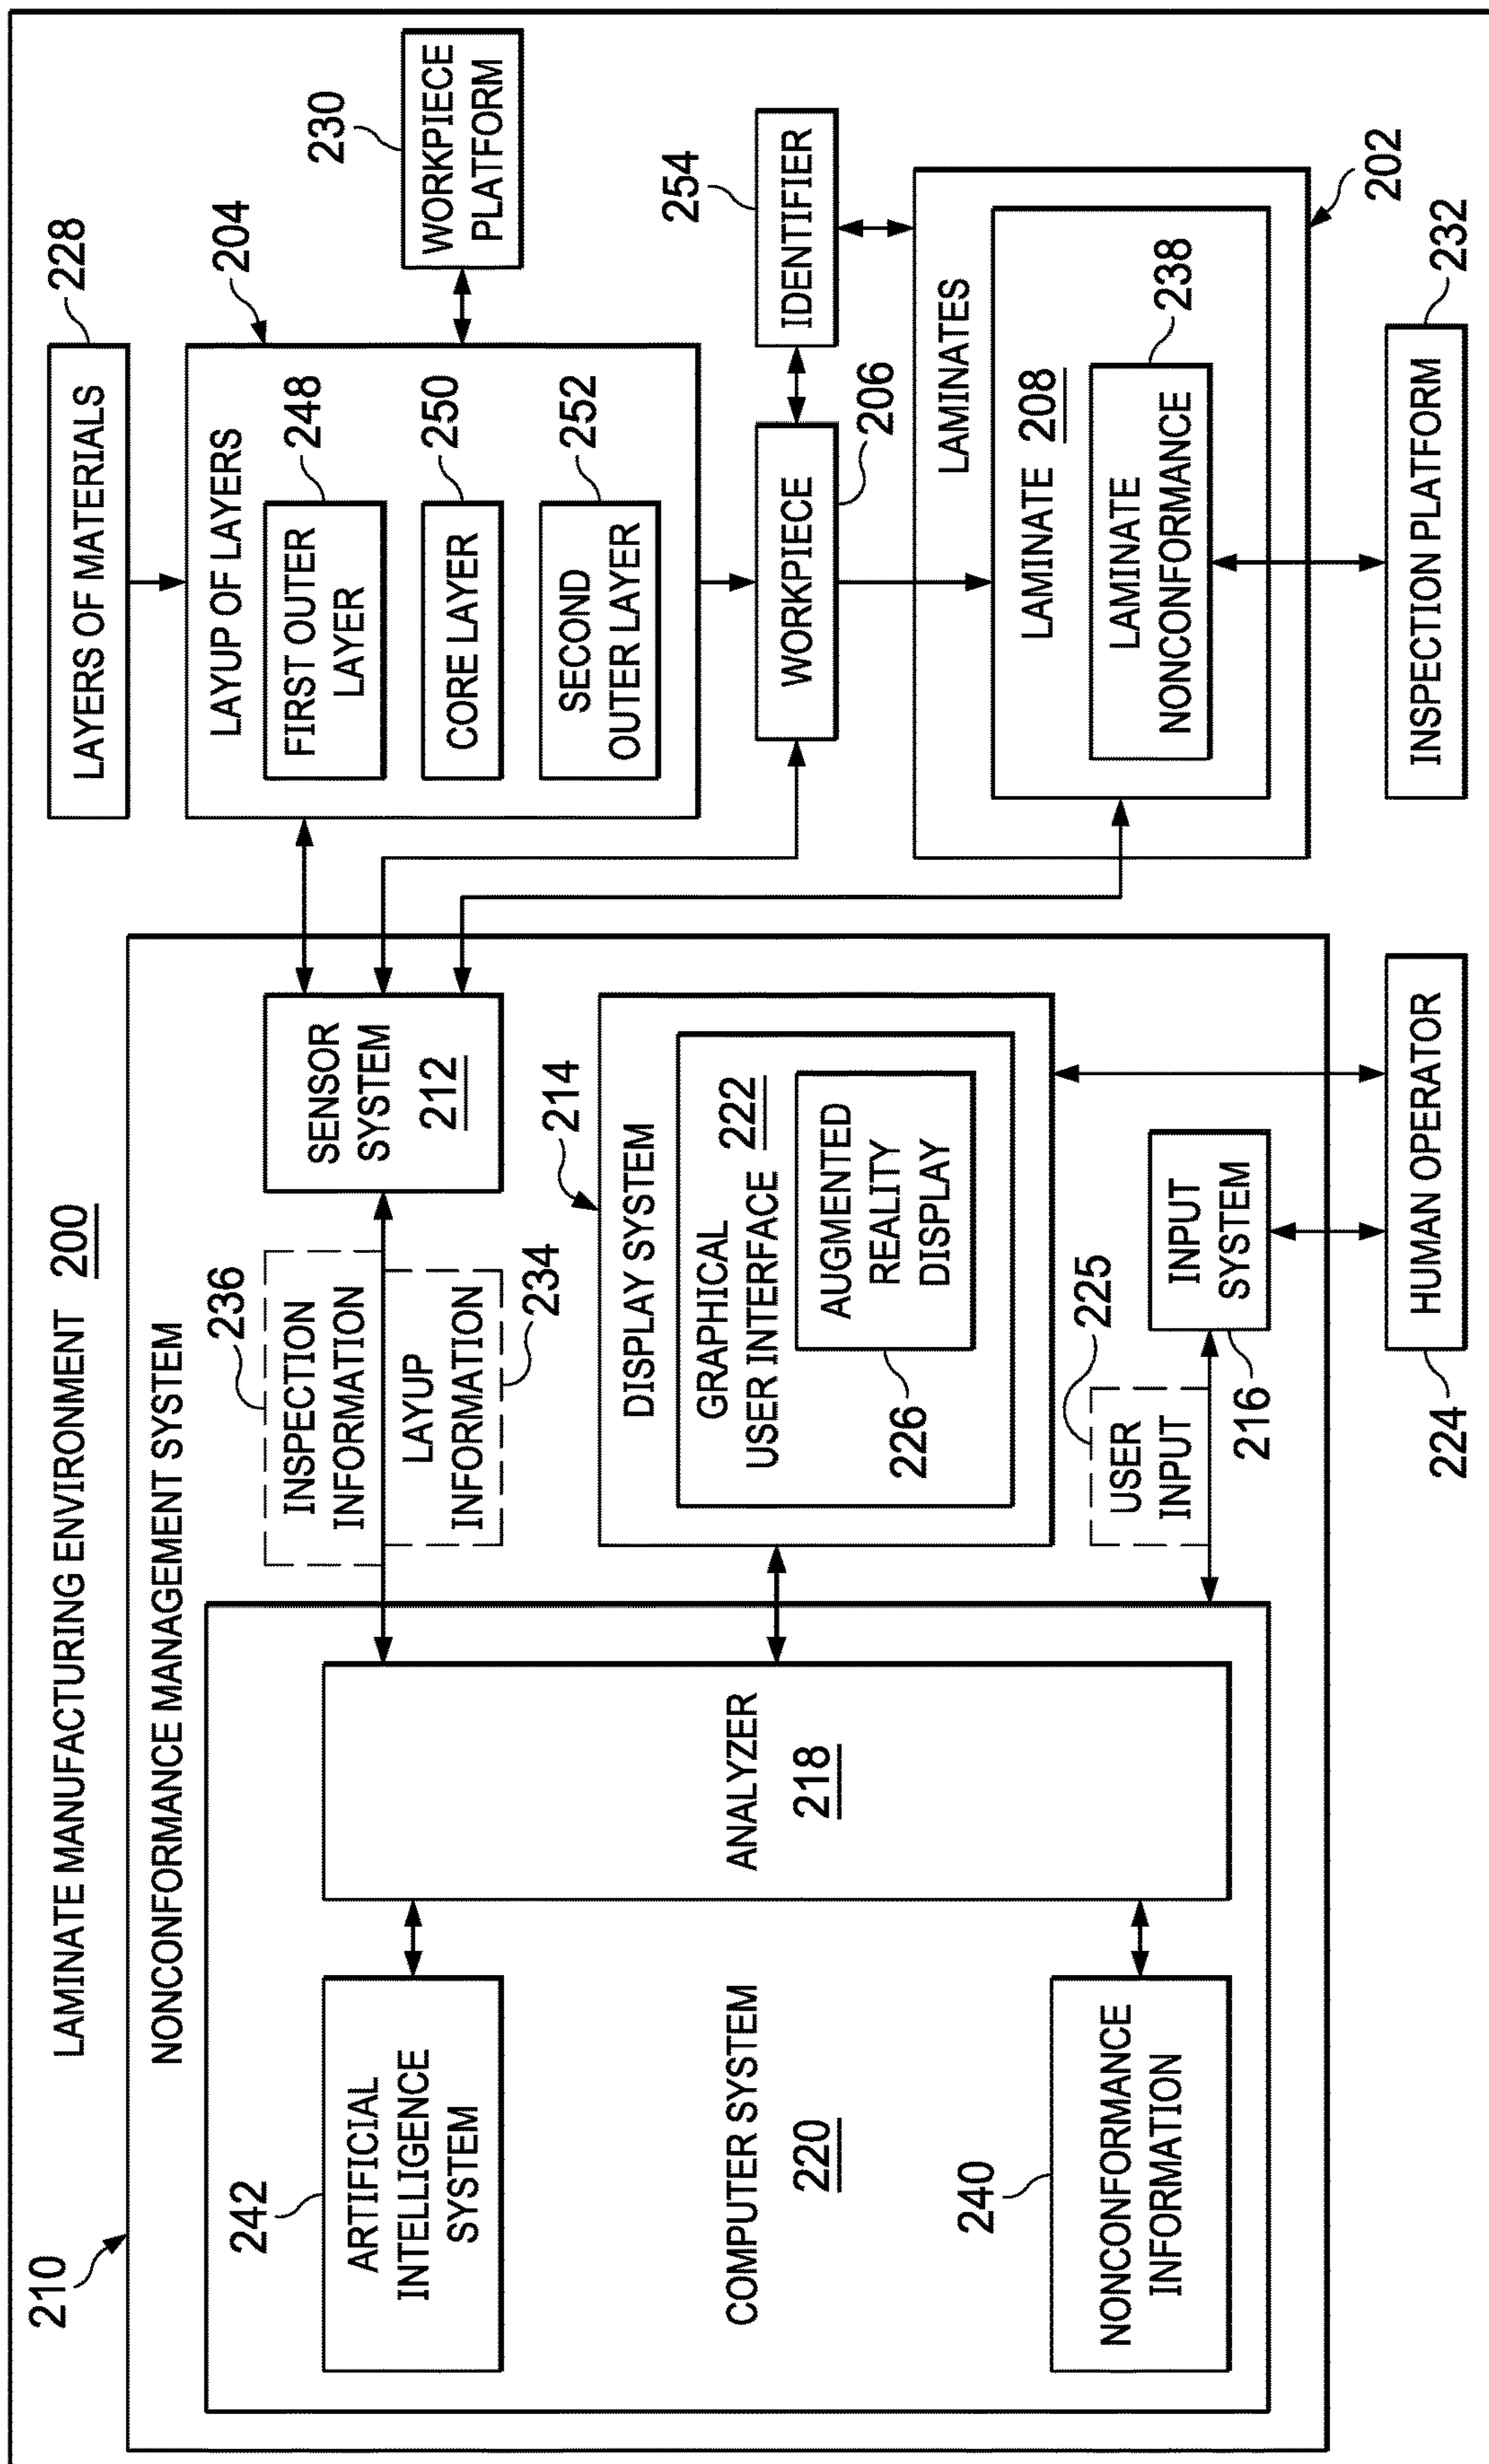 LAMINATE MANUFACTURING ENVIRONMENT 200
210
NONCONFORMANCE MANAGEMENT SYSTEM
242
ARTIFICIAL
INTELLIGENCE
SYSTEM
COMPUTER SYSTEM
220
240
NONCONFORMANCE
INFORMATION
ANALYZER
218
236
INSPECTION
INFORMATION
LAYUP
INFORMATION
234
SENSOR
SYSTEM
212
214
DISPLAY SYSTEM
GRAPHICAL
USER INTERFACE 222
AUGMENTED
REALITY
DISPLAY
226
225
USER
INPUT
INPUT
SYSTEM
216
HUMAN OPERATOR
224
LAYERS OF MATERIALS
228
204
LAYUP OF LAYERS
FIRST OUTER
LAYER
248
CORE LAYER
250
SECOND
OUTER LAYER
252
230
WORKPIECE
PLATFORM
WORKPIECE
206
254
IDENTIFIER
LAMINATES
202
LAMINATE 208
LAMINATE
NONCONFORMANCE
238
INSPECTION PLATFORM
232